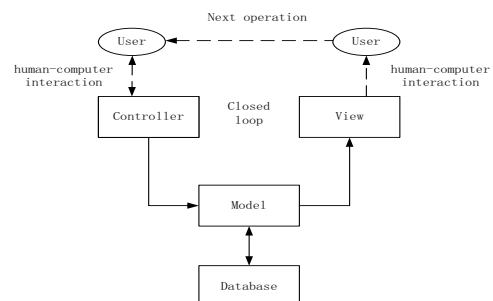 Next operation
User
User
human-computer
interaction
human-computer
interaction
Controller
Closed
loop
View
Model
Database